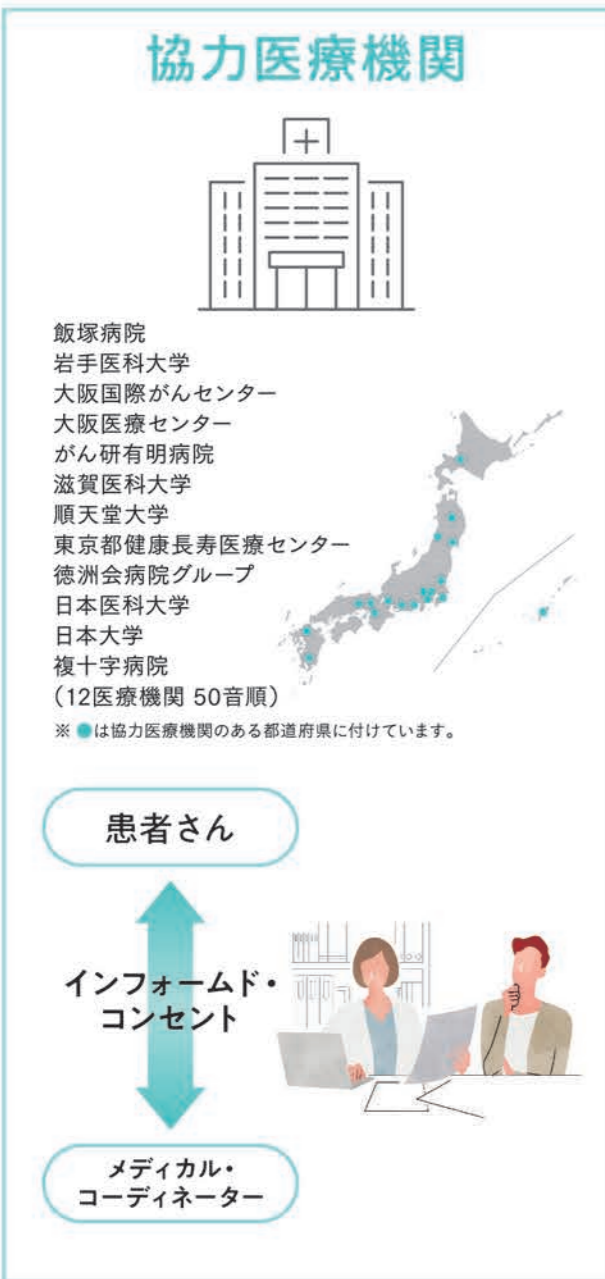 協力医療機関
飯塚病院
岩手医科大学
大阪国際がんセンター
大阪医療センター
がん研有明病院
滋賀医科大学
順天堂大学
東京都健康長寿医療センター
徳洲会病院グループ
日本医科大学
日本大学
複十字病院
(12医療機関 50音順)
※ ●は協力医療機関のある都道府県に付けています。
患者さん
インフォームド・
コンセント
メディカル・
コーディネーター